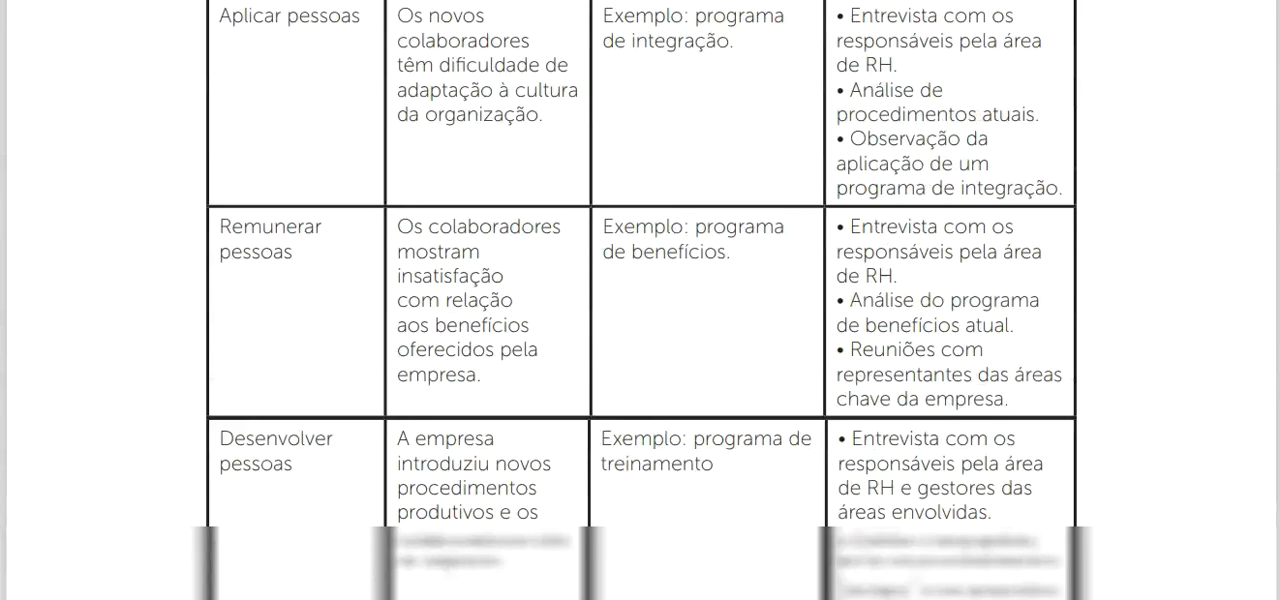 Aplicar pessoas
Os novos
colaboradores
têm dificuldade de
adaptação à cultura
da organização.
Exemplo: programa
de integração.
• Entrevista com os
responsáveis pela área
de RH.
• Análise de
procedimentos atuais.
• Observação da
aplicação de um
programa de integração.
Remunerar
pessoas
Os colaboradores
mostram
insatisfação
com relação
aos benefícios
oferecidos pela
empresa.
Exemplo: programa
de benefícios.
• Entrevista com os
responsáveis pela área
de RH.
• Análise do programa
de benefícios atual.
• Reuniões com
representantes das áreas
chave da empresa.
Desenvolver
pessoas
A empresa
introduziu novos
procedimentos
produtivos e os
Exemplo: programa de
treinamento
• Entrevista com os
responsáveis pela área
de RH e gestores das
áreas envolvidas.